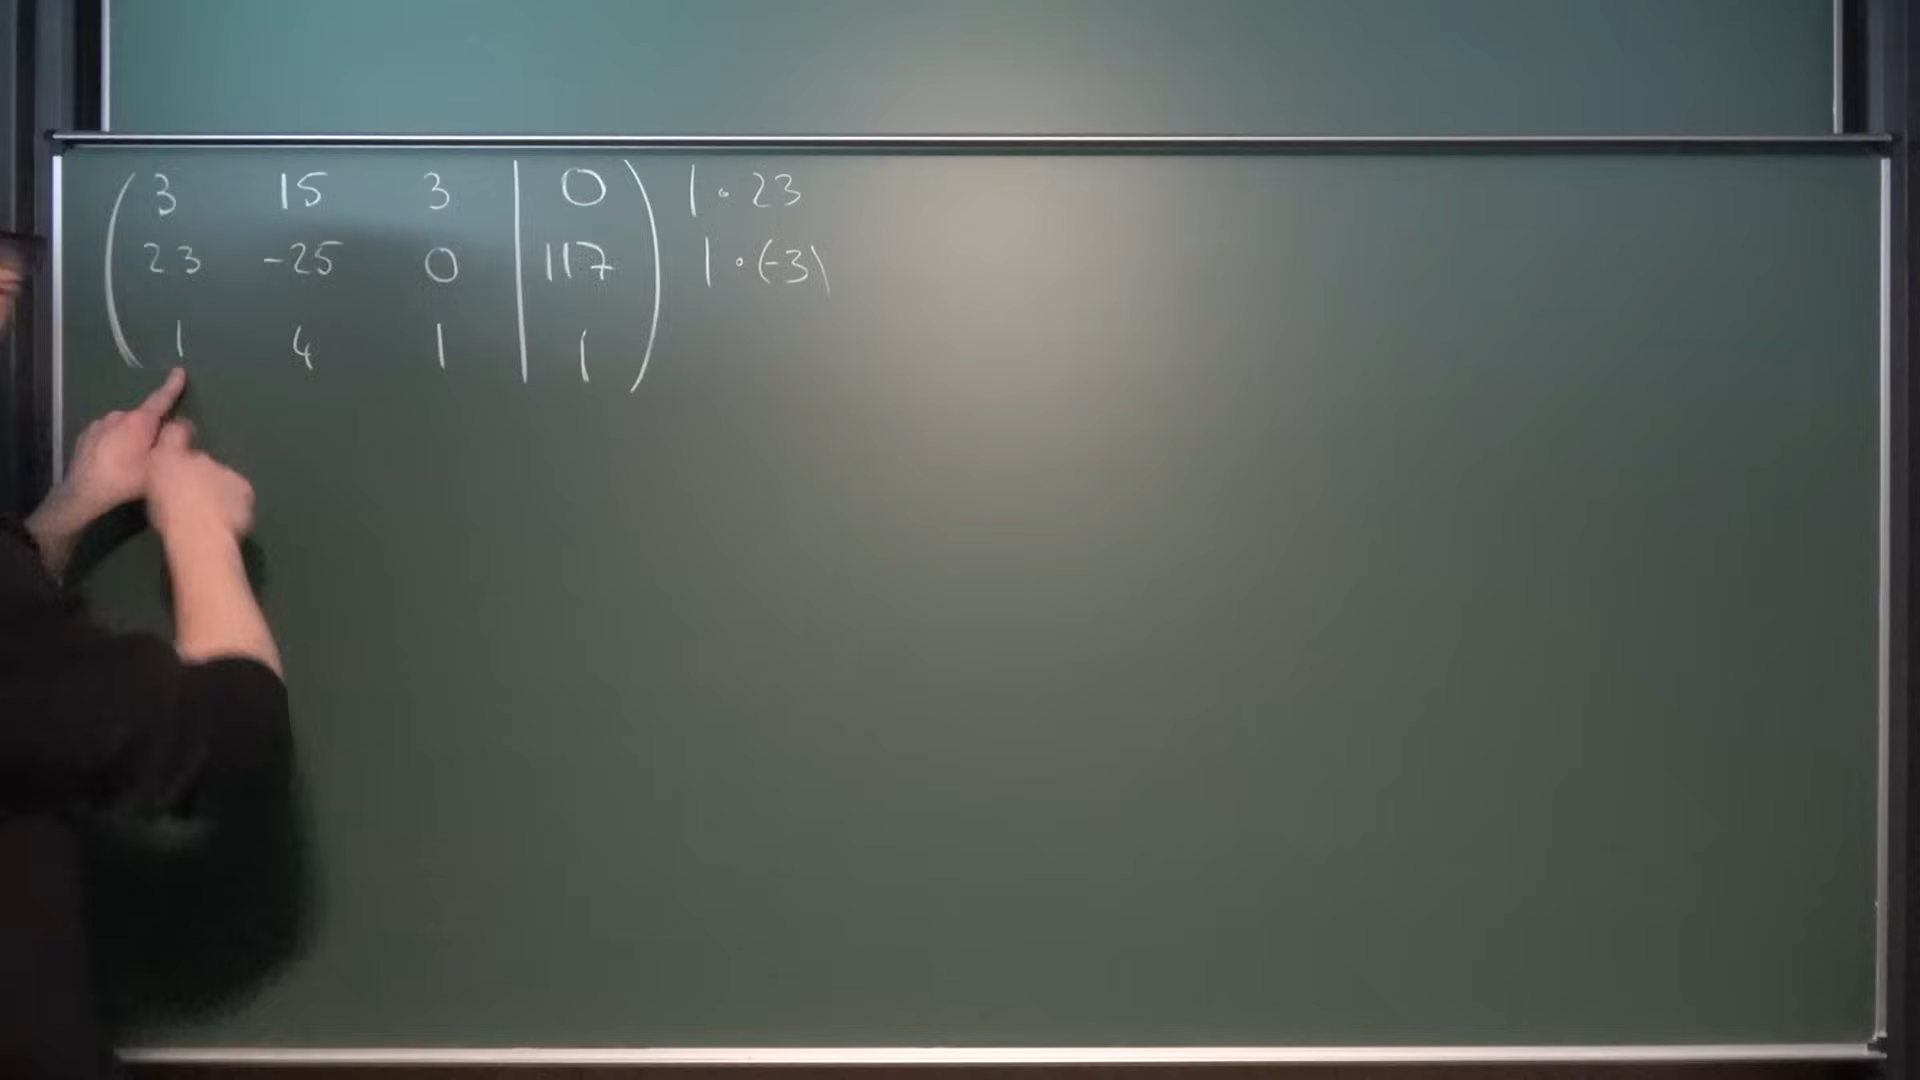 ( 3 15 3 | 0 ) | · 23
( 23 -25 0 | 117 ) | · (-3)
( 1 4 1 | 1 )